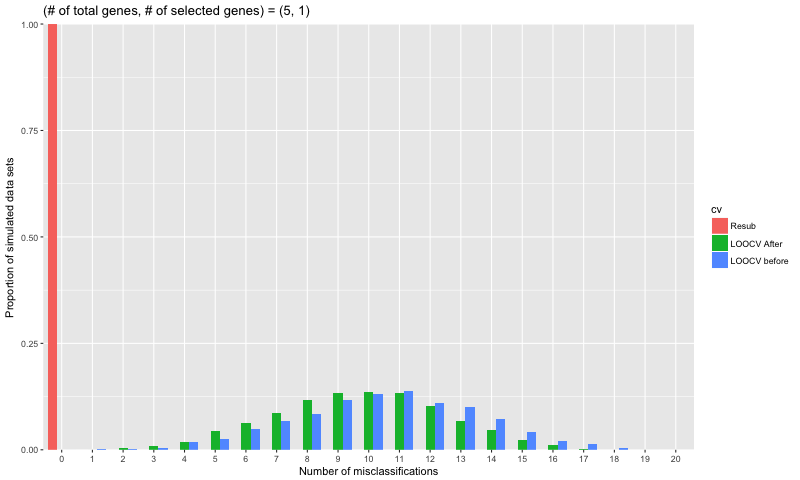 (# of total genes, # of selected genes) = (5, 1)
1.00
0.75
0.50
0.25
0.00
Proportion of simulated data sets
0 1 2 3 4 5 6 7 8 9 10 11 12 13 14 15 16 17 18 19 20
Number of misclassifications
cv
Resub
LOOCV After
LOOCV before